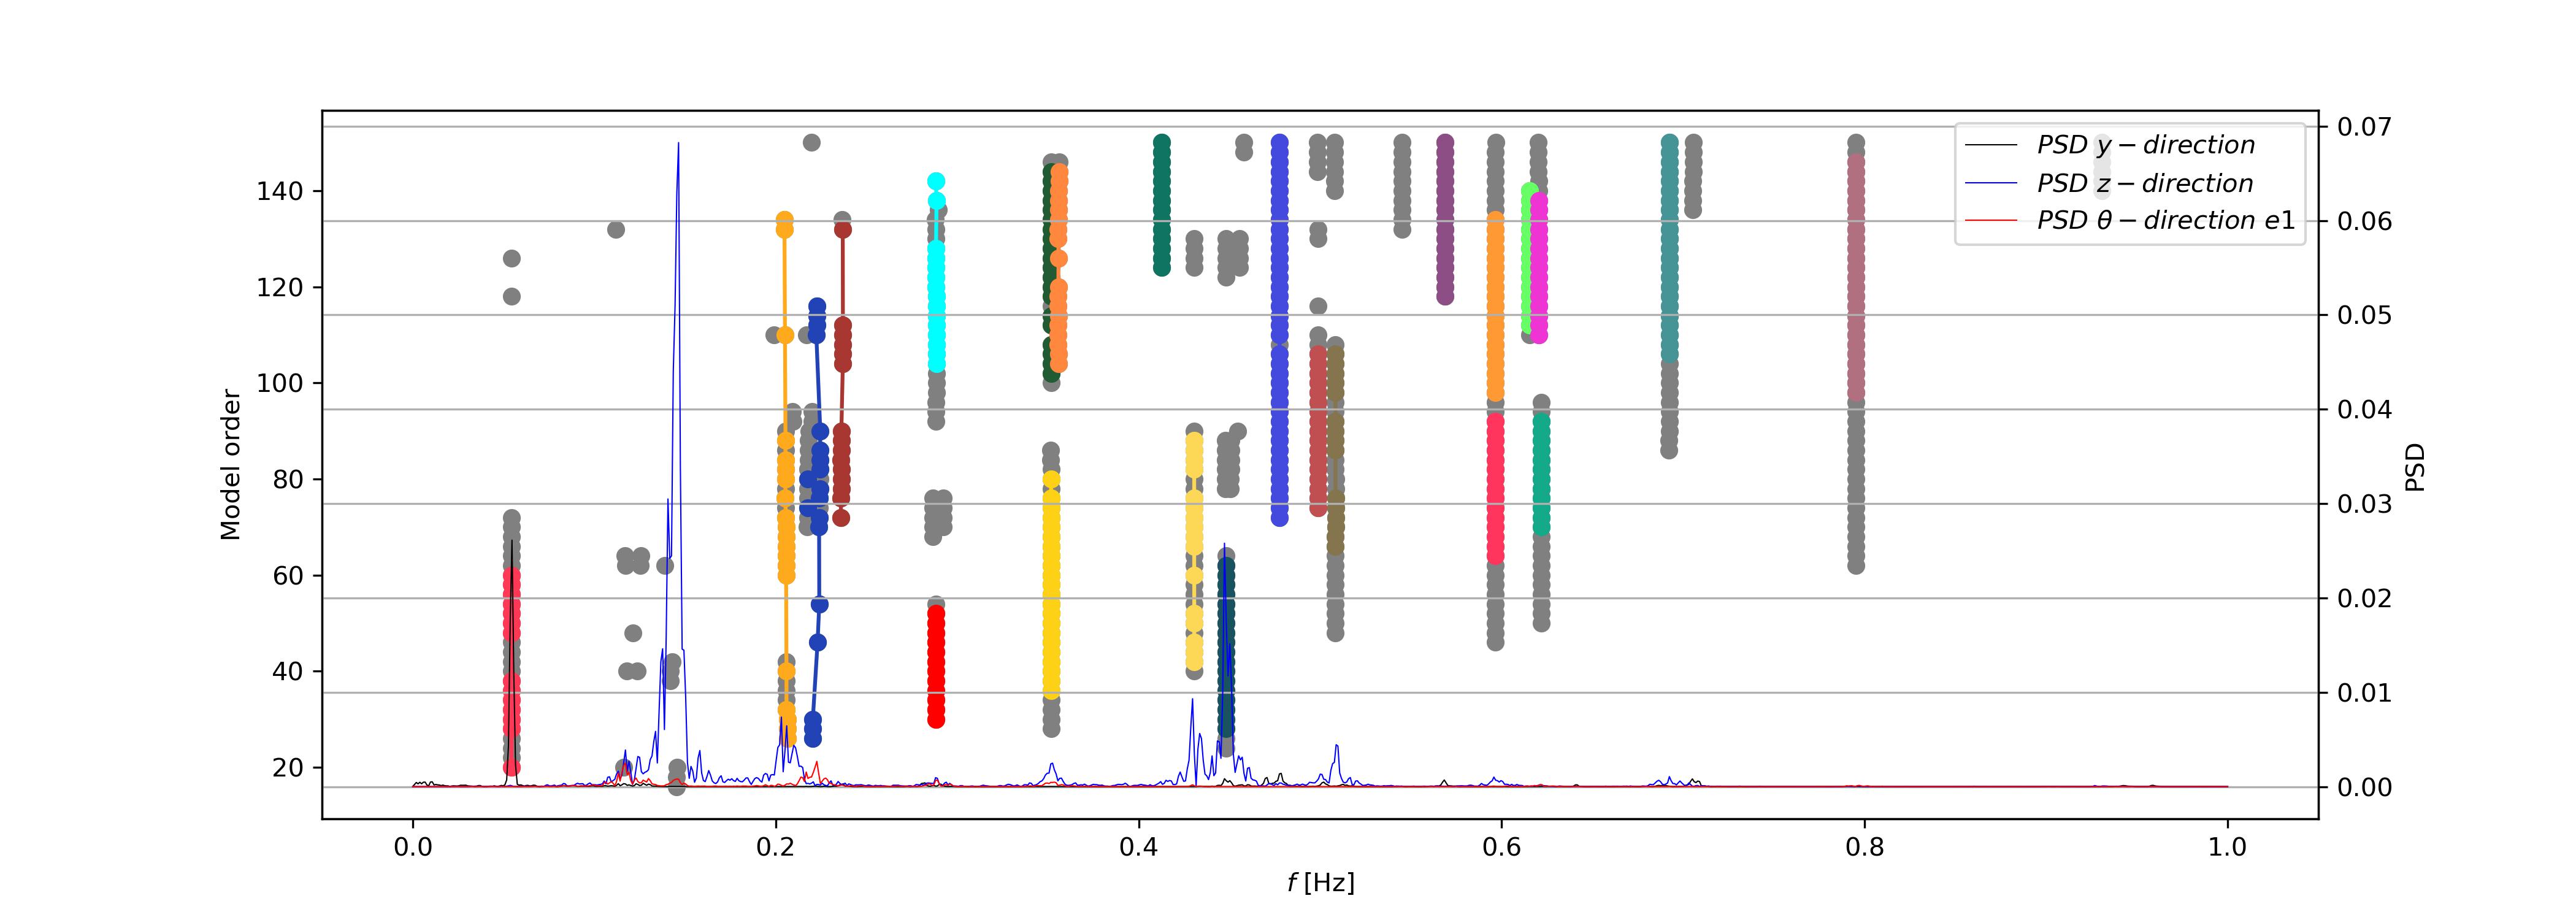 PSD y − direction
PSD z − direction
PSD θ − direction e1
Model order
140
120
100
80
60
40
20
0.07
0.06
0.05
0.04
0.03
0.02
0.01
0.00
PSD
0.0 0.2 0.4 0.6 0.8 1.0
f [Hz]